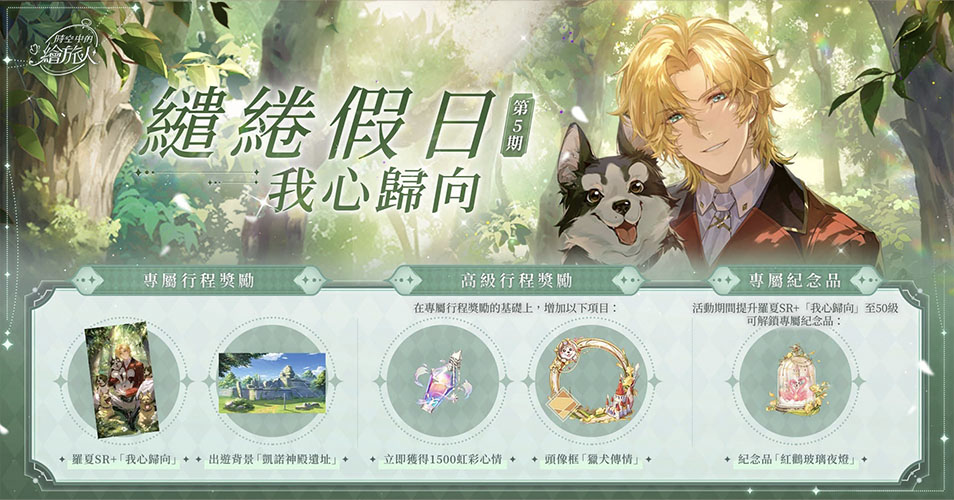 時空中的
繪旅人
繾綣假日
第5期
我心歸向
專屬行程獎勵
高級行程獎勵
專屬紀念品
在專屬行程獎勵的基礎上，增加以下項目：
活動期間提升羅夏SR+「我心歸向」至50級
可解鎖專屬紀念品：
羅夏SR+「我心歸向」
出遊背景「凱諾神殿遺址」
立即獲得1500虹彩心情
頭像框「獵犬傳情」
紀念品「紅鶴玻璃夜燈」